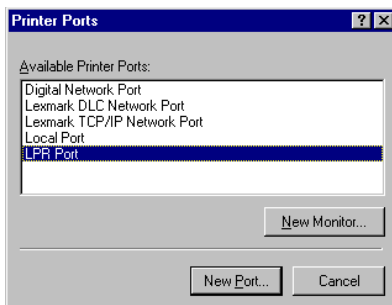 Printer Ports
Available Printer Ports:
Digital Network Port
Lexmark DLC Network Port
Lexmark TCP/IP Network Port
Local Port
LPR Port
New Monitor...
New Port...
Cancel